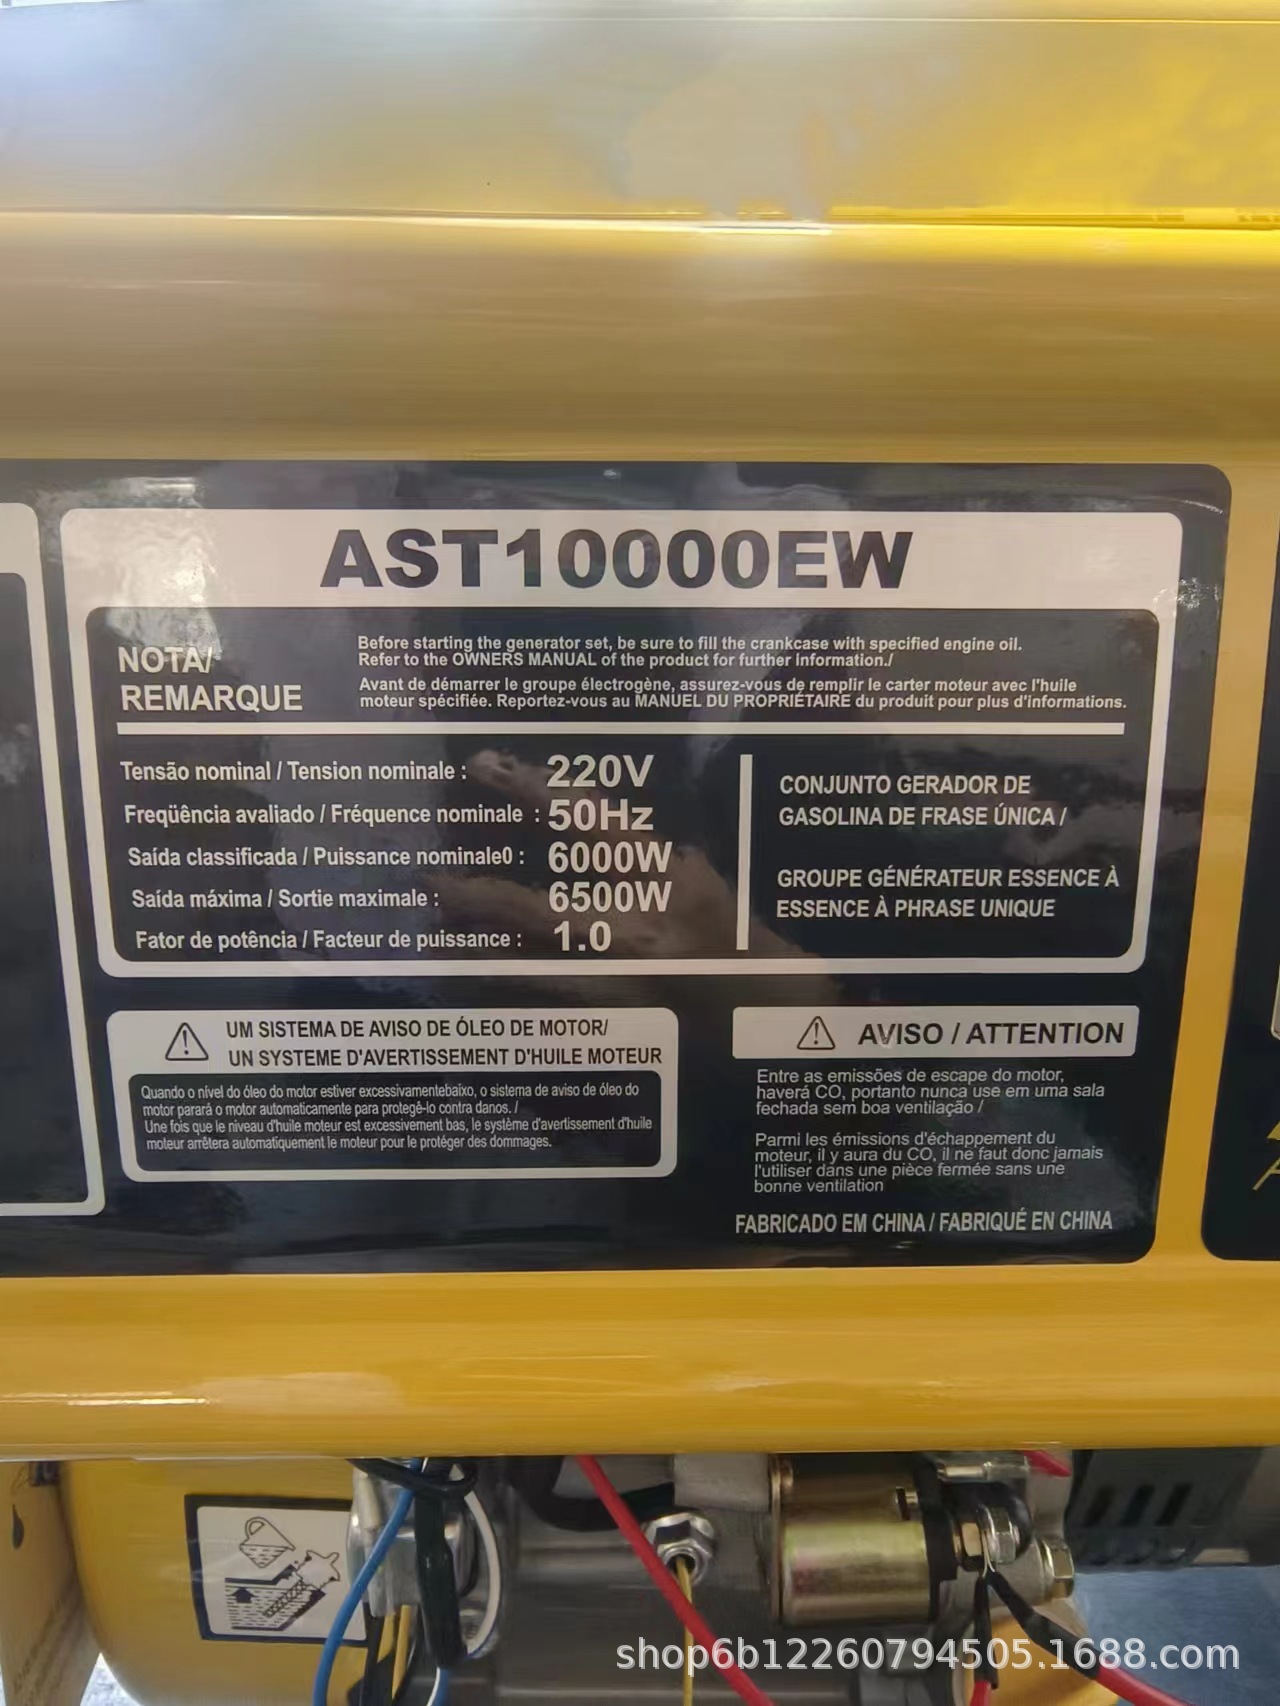 AST10000EW
NOTA/
REMARQUE
Before starting the generator set, be sure to fill the crankcase with specified engine oil.
Refer to the OWNERS MANUAL of the product for further Information./
Avant de démarrer le groupe électrogène, assurez-vous de remplir le carter moteur avec l'huile
moteur spécifiée. Reportez-vous au MANUEL DU PROPRIÉTAIRE du produit pour plus d'informations.
Tensão nominal / Tension nominale : 220V
Freqüência avaliado / Fréquence nominale : 50Hz
Saída classificada / Puissance nominale0 : 6000W
Saída máxima / Sortie maximale : 6500W
Fator de potência / Facteur de puissance : 1.0
CONJUNTO GERADOR DE
GASOLINA DE FRASE ÚNICA /
GROUPE GÉNÉRATEUR ESSENCE À
ESSENCE À PHRASE UNIQUE
UM SISTEMA DE AVISO DE ÓLEO DE MOTOR/
UN SYSTEME D'AVERTISSEMENT D'HUILE MOTEUR
Quando o nível do óleo do motor estiver excessivamentebaixo, o sistema de aviso de óleo do
motor parará o motor automaticamente para protegê-lo contra danos. /
Une fois que le niveau d'huile moteur est excessivement bas, le système d'avertissement d'huile
moteur arrêtera automatiquement le moteur pour le protéger des dommages.
AVISO / ATTENTION
Entre as emissões de escape do motor,
haverá CO, portanto nunca use em uma sala
fechada sem boa ventilação /
Parmi les émissions d'échappement du
moteur, il y aura du CO, il ne faut donc jamais
l'utiliser dans une pièce fermée sans une
bonne ventilation
FABRICADO EM CHINA / FABRIQUÉ EN CHINA
shop6b12260794505.1688.com